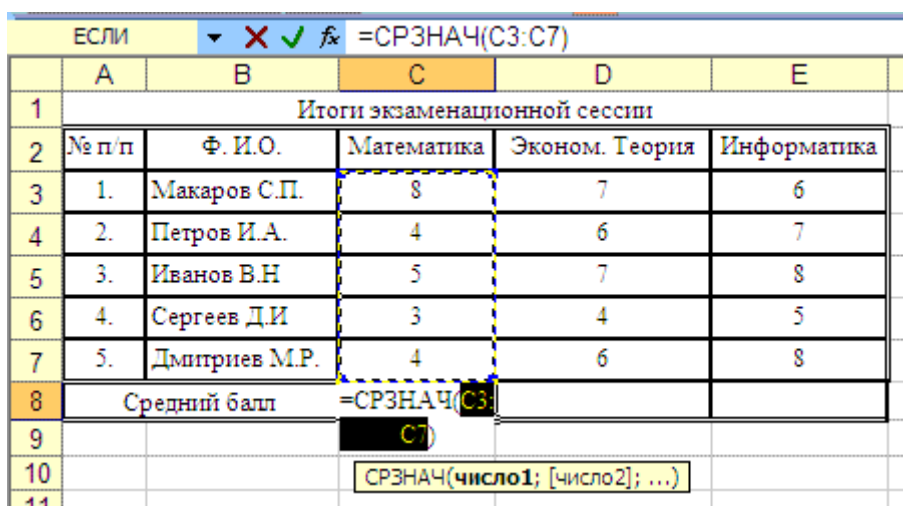 ЕСЛИ fx =СРЗНАЧ(C3:C7)
A B C D E
1 Итоги экзаменационной сессии
2 № п/п Ф. И.О. Математика Эконом. Теория Информатика
3 1. Макаров С.П. 8 7 6
4 2. Петров И.А. 4 6 7
5 3. Иванов В.Н 5 7 8
6 4. Сергеев Д.И 3 4 5
7 5. Дмитриев М.Р. 4 6 8
8 Средний балл =СРЗНАЧ(C3:
9 C7)
10 СРЗНАЧ(число1; [число2]; ...)
11